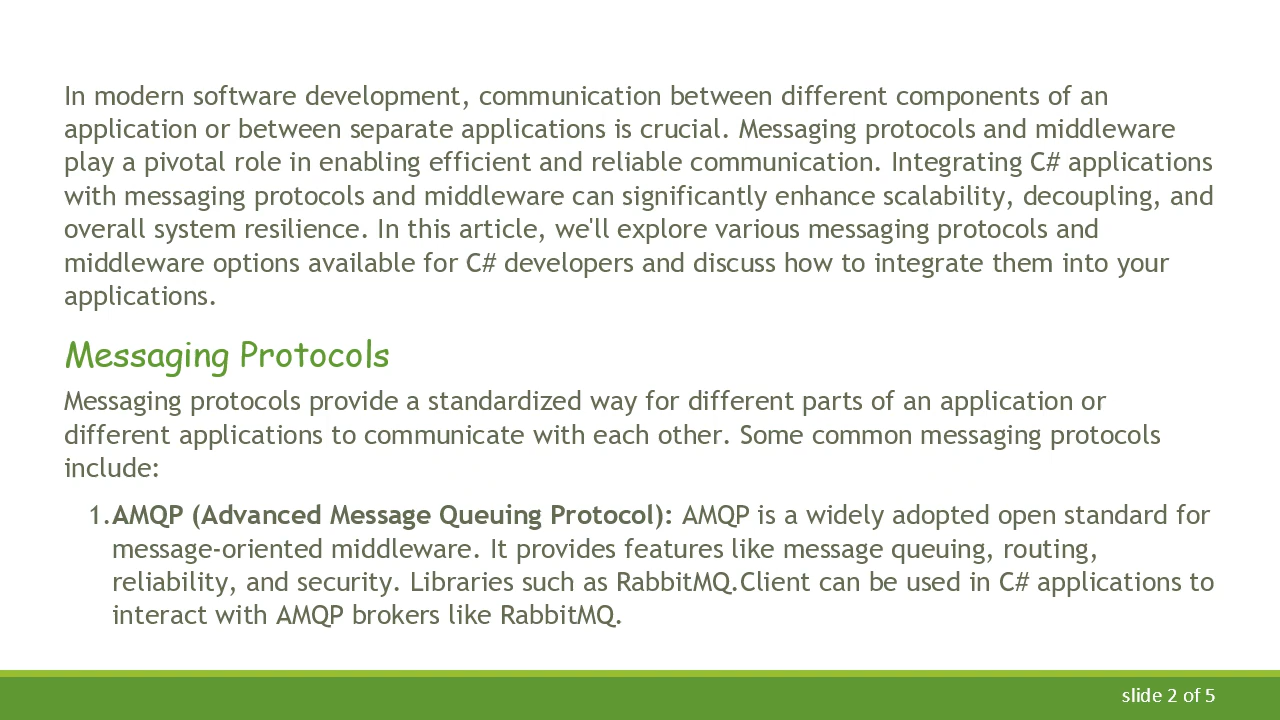 In modern software development, communication between different components of an
application or between separate applications is crucial. Messaging protocols and middleware
play a pivotal role in enabling efficient and reliable communication. Integrating C# applications
with messaging protocols and middleware can significantly enhance scalability, decoupling, and
overall system resilience. In this article, we'll explore various messaging protocols and
middleware options available for C# developers and discuss how to integrate them into your
applications.
Messaging Protocols
Messaging protocols provide a standardized way for different parts of an application or
different applications to communicate with each other. Some common messaging protocols
include:
1.AMQP (Advanced Message Queuing Protocol): AMQP is a widely adopted open standard for
message-oriented middleware. It provides features like message queuing, routing,
reliability, and security. Libraries such as RabbitMQ.Client can be used in C# applications to
interact with AMQP brokers like RabbitMQ.
slide 2 of 5